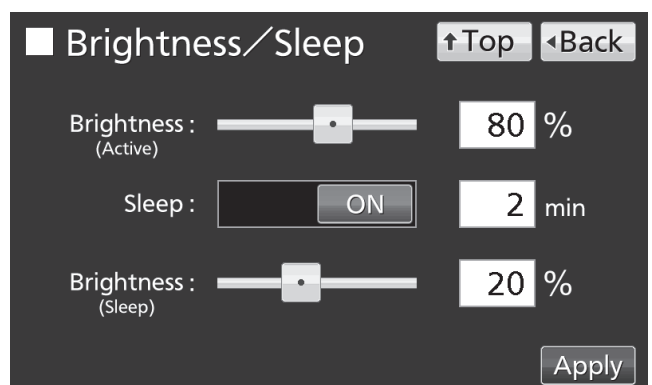 Brightness／Sleep
↑Top
◂Back
Brightness :
(Active)
80 %
Sleep :
ON
2 min
Brightness :
(Sleep)
20 %
Apply